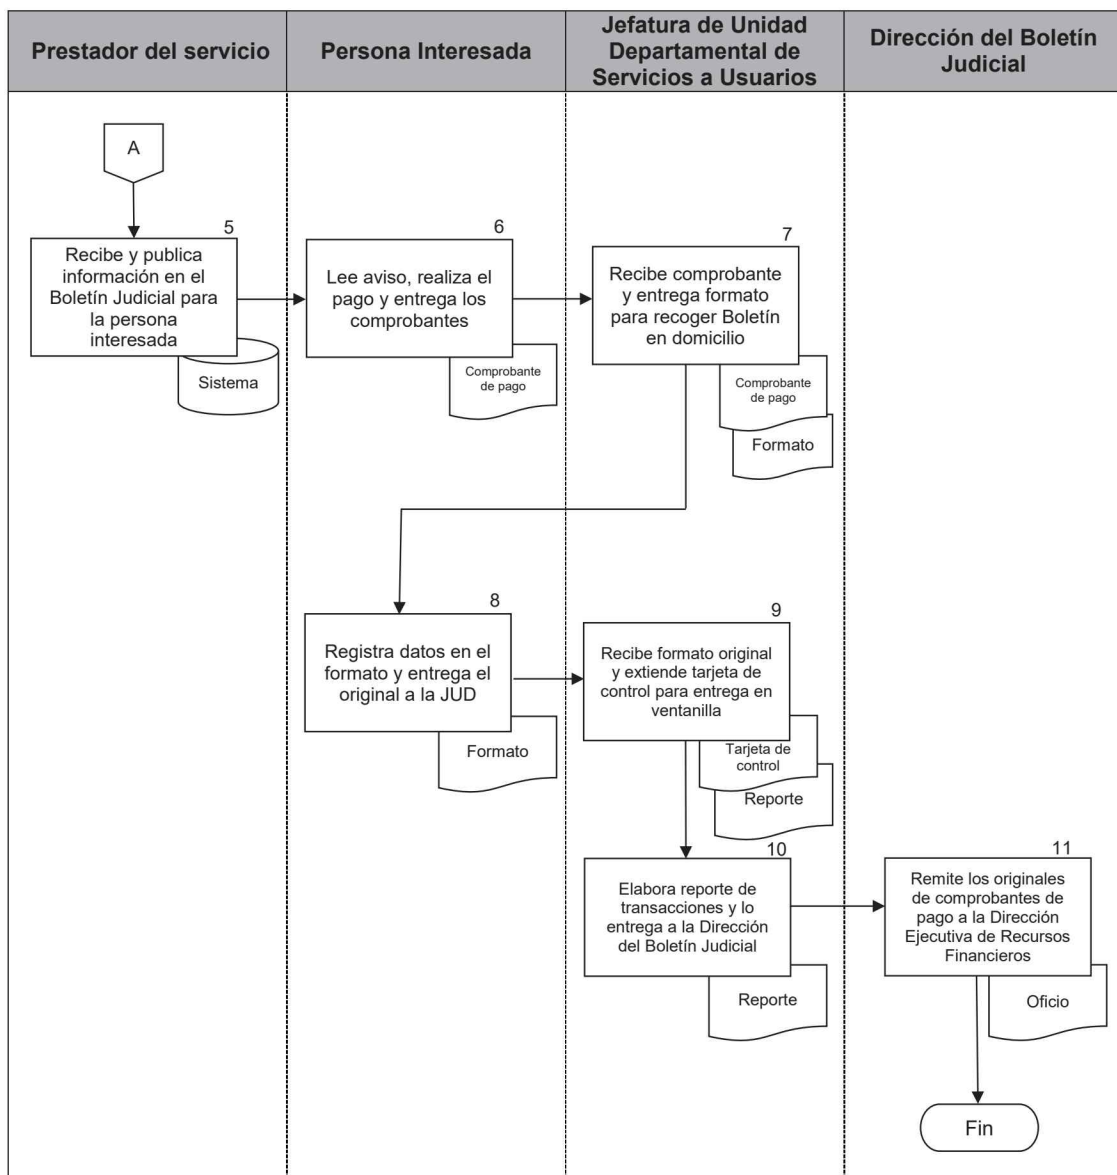 Prestador del servicio
Persona Interesada
Jefatura de Unidad
Departamental de
Servicios a Usuarios
Dirección del Boletín
Judicial
A
5
Recibe y publica
información en el
Boletín Judicial para
la persona
interesada
Sistema
6
Lee aviso, realiza el
pago y entrega los
comprobantes
Comprobante
de pago
7
Recibe comprobante
y entrega formato
para recoger Boletín
en domicilio
Comprobante
de pago
Formato
8
Registra datos en el
formato y entrega el
original a la JUD
Formato
9
Recibe formato original
y extiende tarjeta de
control para entrega en
ventanilla
Tarjeta de
control
Reporte
10
Elabora reporte de
transacciones y lo
entrega a la Dirección
del Boletín Judicial
Reporte
11
Remite los originales
de comprobantes de
pago a la Dirección
Ejecutiva de Recursos
Financieros
Oficio
Fin